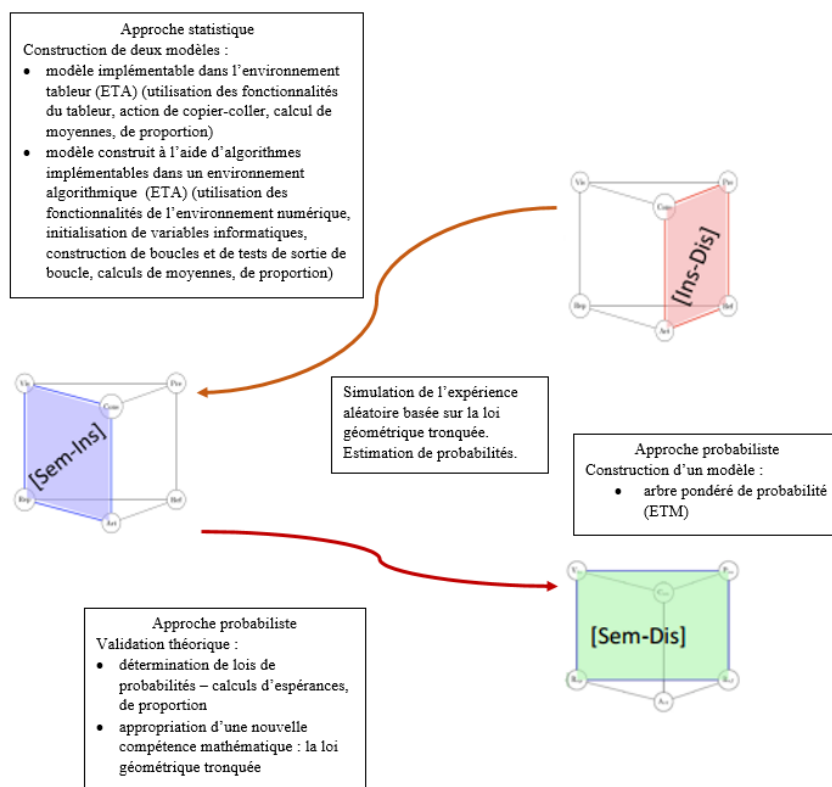 Approche statistique
Construction de deux modèles :
• modèle implémentable dans l'environnement
tableur (ETA) (utilisation des fonctionnalités
du tableur, action de copier-coller, calcul de
moyennes, de proportion)
• modèle construit à l'aide d'algorithmes
implémentables dans un environnement
algorithmique (ETA) (utilisation des
fonctionnalités de l'environnement numérique,
initialisation de variables informatiques,
construction de boucles et de tests de sortie de
boucle, calculs de moyennes, de proportion)
[Ins-Dis]
[Sem-Ins]
Simulation de l'expérience
aléatoire basée sur la loi
géométrique tronquée.
Estimation de probabilités.
Approche probabiliste
Construction d'un modèle :
• arbre pondéré de probabilité
(ETM)
[Sem-Dis]
Approche probabiliste
Validation théorique :
• détermination de lois de
probabilités – calculs d'espérances,
de proportion
• appropriation d'une nouvelle
compétence mathématique : la loi
géométrique tronquée